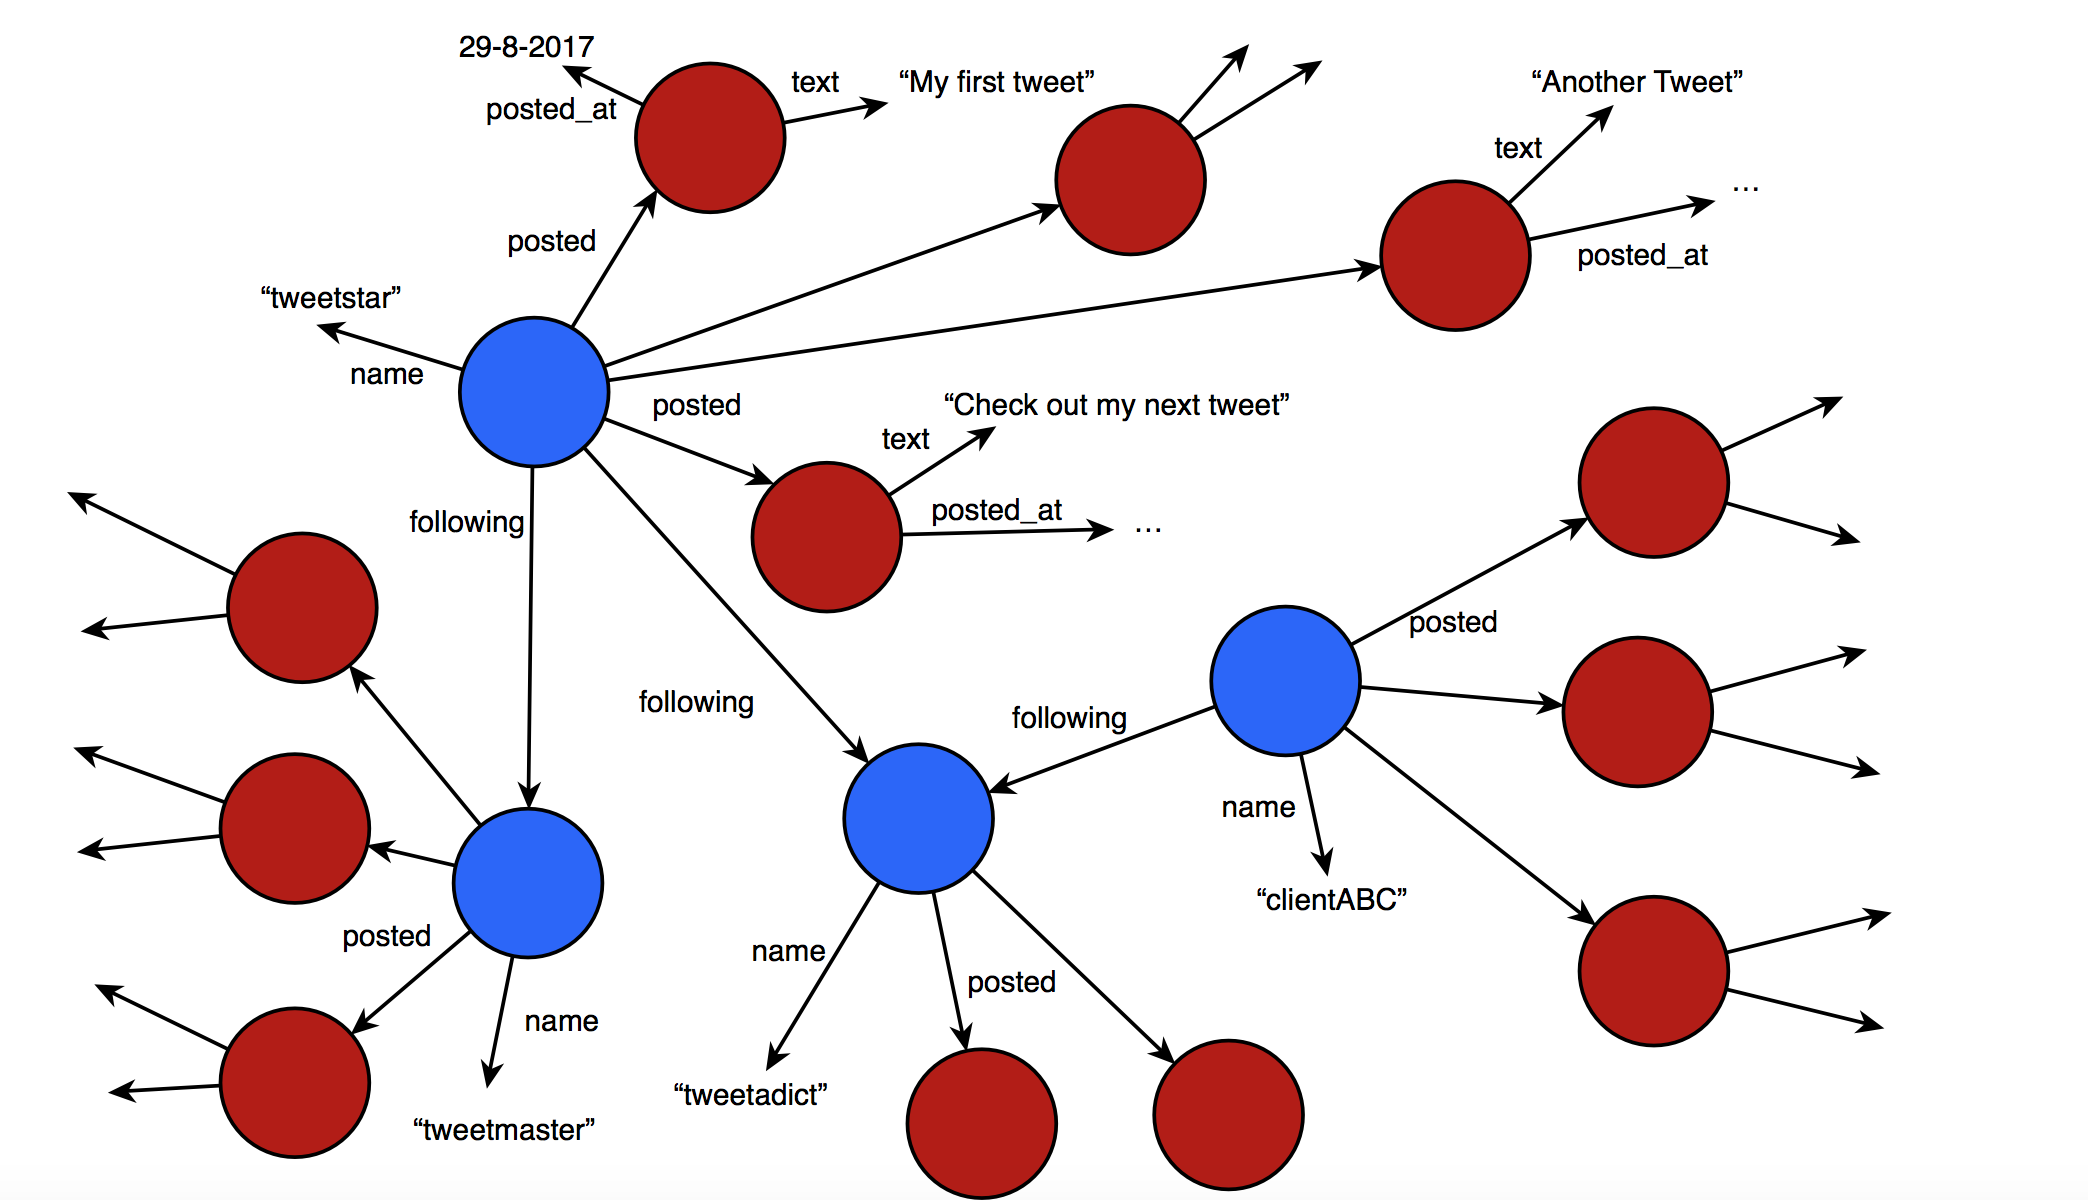 29-8-2017
posted_at
text
“My first tweet”
“Another Tweet”
text
...
posted_at
posted
“tweetstar”
name
posted
“Check out my next tweet”
text
posted_at
...
following
following
following
posted
name
“clientABC”
posted
name
“tweetmaster”
name
posted
“tweetadict”